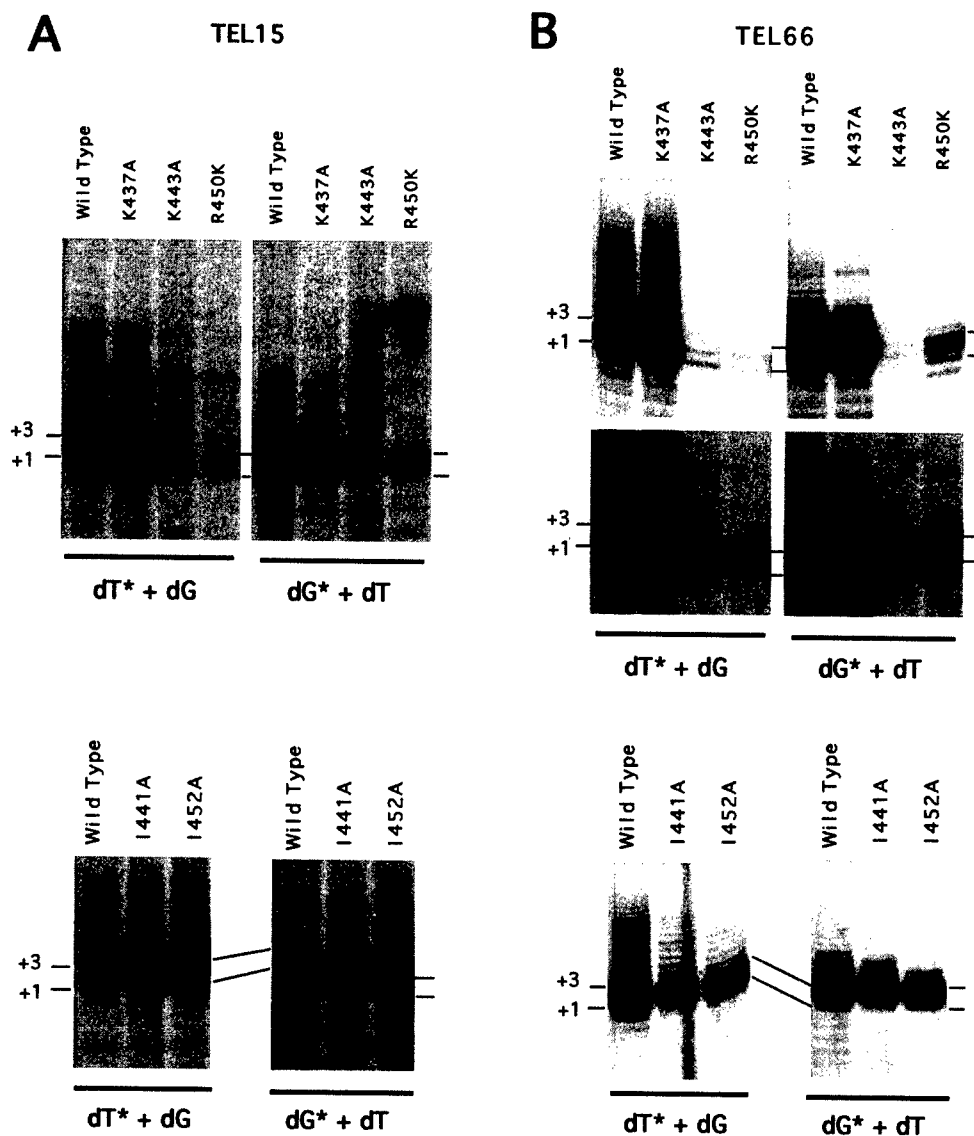 A
TEL15
Wild Type
K437A
K443A
R450K
Wild Type
K437A
K443A
R450K
+3
+1
dT* + dG
dG* + dT
Wild Type
I441A
I452A
Wild Type
I441A
I452A
+3
+1
dT* + dG
dG* + dT
B
TEL66
Wild Type
K437A
K443A
R450K
Wild Type
K437A
K443A
R450K
+3
+1
+3
+1
dT* + dG
dG* + dT
Wild Type
I441A
I452A
Wild Type
I441A
I452A
+3
+1
dT* + dG
dG* + dT